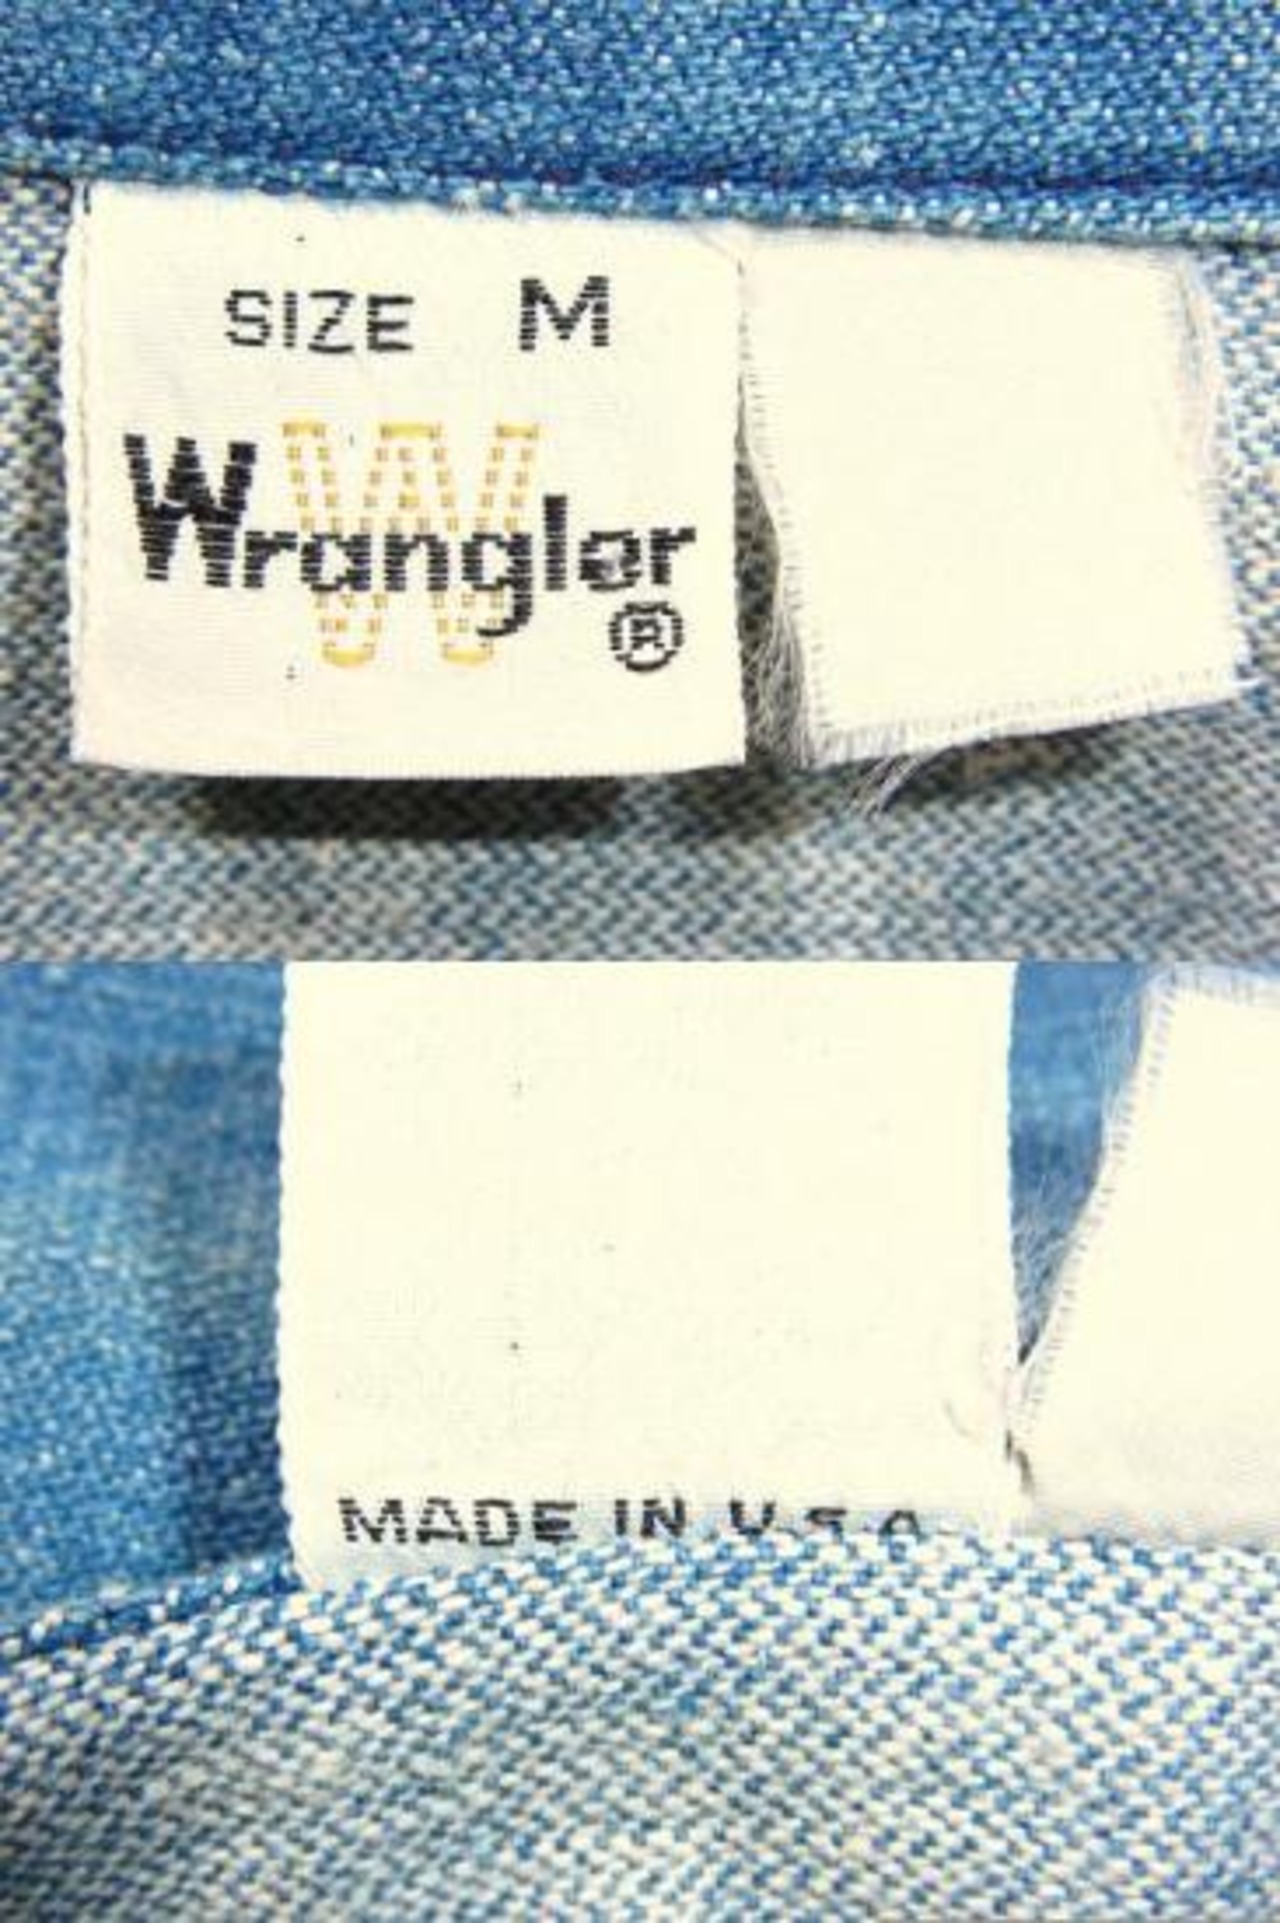 SIZE M
W
Wrangler
®
MADE IN U.S.A.